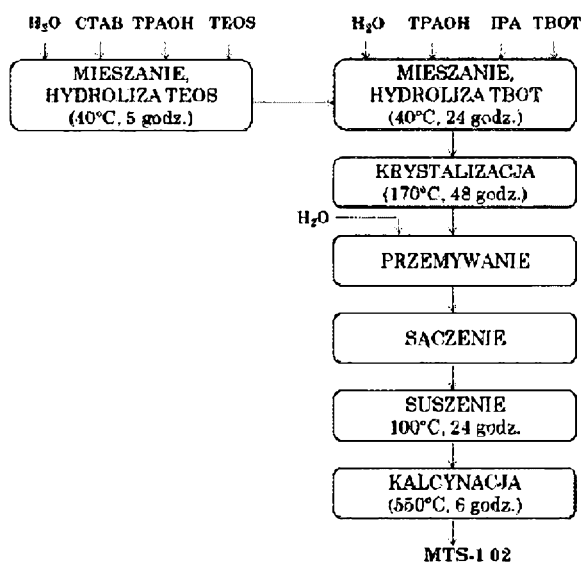 H₂O CTAB TPAOH TEOS
MIESZANIE,
HYDROLIZA TEOS
(40°C, 5 godz.)
H₂O TPAOH IPA TBOT
MIESZANIE,
HYDROLIZA TBOT
(40°C, 24 godz.)
KRYSTALIZACJA
(170°C, 48 godz.)
H₂O
PRZEMYWANIE
SĄCZENIE
SUSZENIE
100°C, 24 godz.
KALCYNACJA
(550°C, 6 godz.)
MTS-1 02